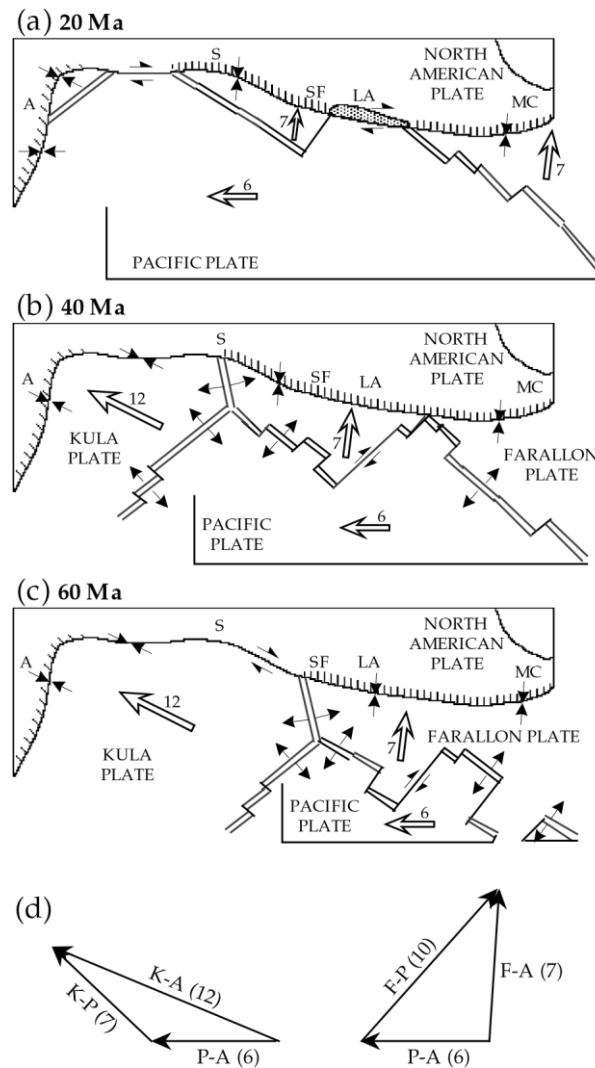 (a) 20 Ma
S
NORTH
AMERICAN
PLATE
A
SF
LA
MC
7
7
6
PACIFIC PLATE
(b) 40 Ma
S
NORTH
AMERICAN
PLATE
A
SF
LA
MC
12
7
KULA
PLATE
FARALLON
PLATE
PACIFIC
PLATE
6
(c) 60 Ma
S
NORTH
AMERICAN
PLATE
A
SF
LA
MC
12
7
FARALLON PLATE
KULA
PLATE
PACIFIC
PLATE
6
(d)
K-A (12)
K-P (7)
P-A (6)
F-P (10)
F-A (7)
P-A (6)